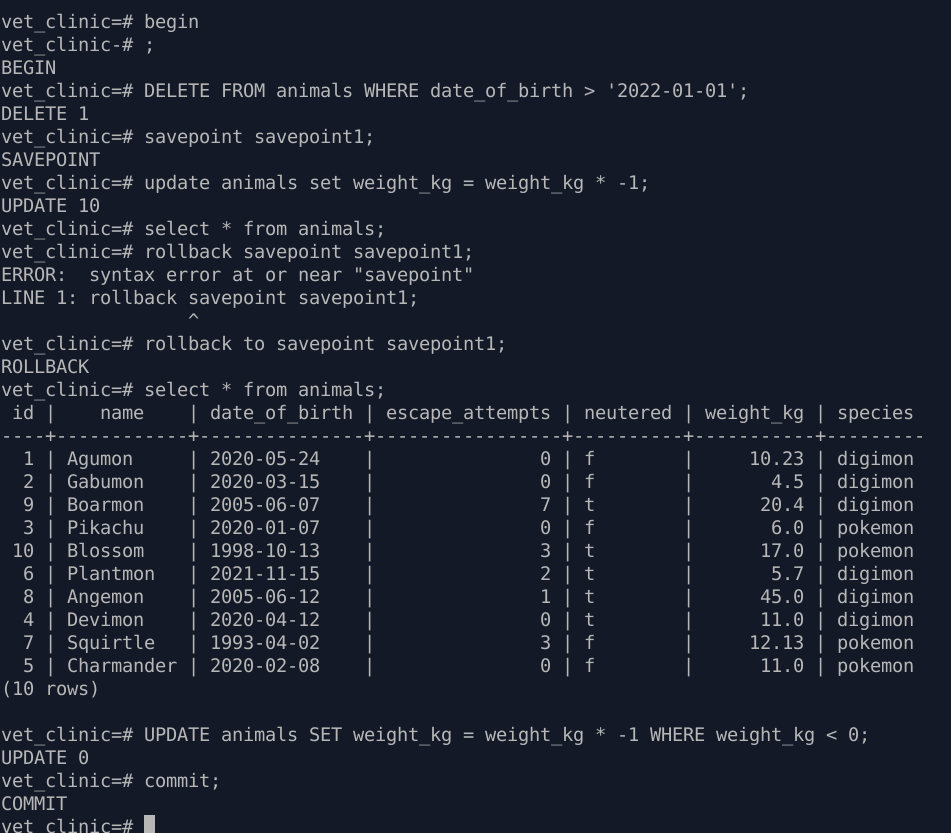 vet_clinic=# begin
vet_clinic-# ;
BEGIN
vet_clinic=# DELETE FROM animals WHERE date_of_birth > '2022-01-01';
DELETE 1
vet_clinic=# savepoint savepoint1;
SAVEPOINT
vet_clinic=# update animals set weight_kg = weight_kg * -1;
UPDATE 10
vet_clinic=# select * from animals;
vet_clinic=# rollback savepoint savepoint1;
ERROR:  syntax error at or near "savepoint"
LINE 1: rollback savepoint savepoint1;
                 ^
vet_clinic=# rollback to savepoint savepoint1;
ROLLBACK
vet_clinic=# select * from animals;
 id |    name    | date_of_birth | escape_attempts | neutered | weight_kg | species
----+------------+---------------+-----------------+----------+-----------+---------
  1 | Agumon     | 2020-05-24    |               0 | f        |     10.23 | digimon
  2 | Gabumon    | 2020-03-15    |               0 | f        |       4.5 | digimon
  9 | Boarmon    | 2005-06-07    |               7 | t        |      20.4 | digimon
  3 | Pikachu    | 2020-01-07    |               0 | f        |       6.0 | pokemon
 10 | Blossom    | 1998-10-13    |               3 | t        |      17.0 | pokemon
  6 | Plantmon   | 2021-11-15    |               2 | t        |       5.7 | digimon
  8 | Angemon    | 2005-06-12    |               1 | t        |      45.0 | digimon
  4 | Devimon    | 2020-04-12    |               0 | t        |      11.0 | digimon
  7 | Squirtle   | 1993-04-02    |               3 | f        |     12.13 | pokemon
  5 | Charmander | 2020-02-08    |               0 | f        |      11.0 | pokemon
(10 rows)

vet_clinic=# UPDATE animals SET weight_kg = weight_kg * -1 WHERE weight_kg < 0;
UPDATE 0
vet_clinic=# commit;
COMMIT
vet_clinic=#